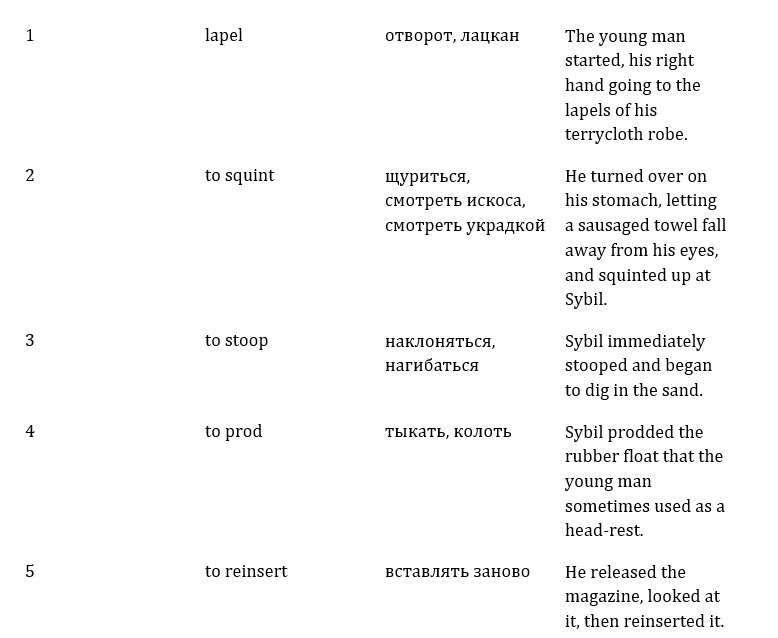 1 lapel отворот, лацкан The young man
started, his right
hand going to the
lapels of his
terrycloth robe.
2 to squint щуриться, He turned over on
смотреть искоса, his stomach, letting
смотреть украдкой a sausaged towel fall
away from his eyes,
and squinted up at
Sybil.
3 to stoop наклоняться, Sybil immediately
нагибаться stooped and began
to dig in the sand.
4 to prod тыкать, колоть Sybil prodded the
rubber float that the
young man
sometimes used as a
head-rest.
5 to reinsert вставлять заново He released the
magazine, looked at
it, then reinserted it.